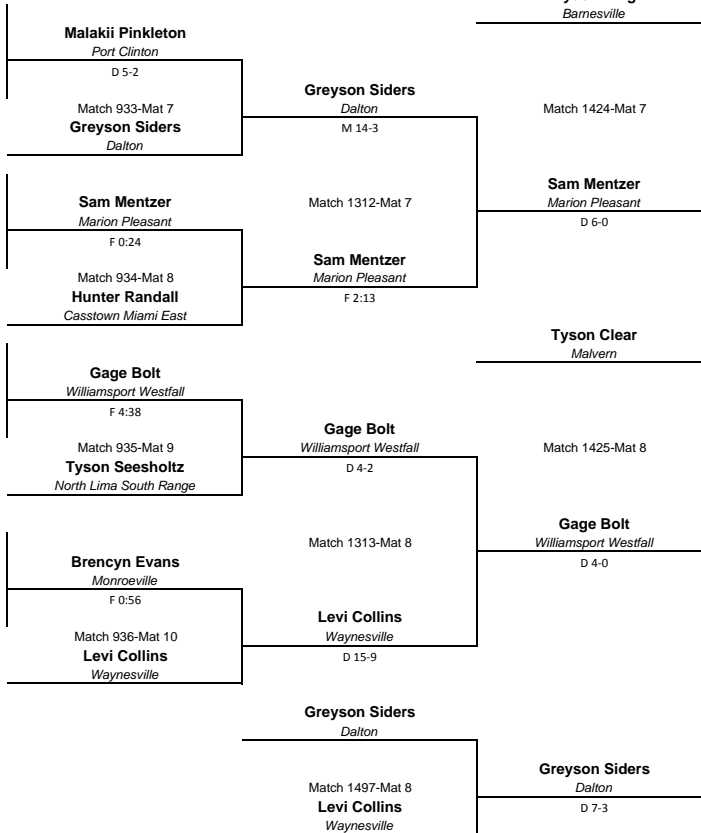 Barnesville
Malakii Pinkleton
Port Clinton
D 5-2
Match 933-Mat 7
Greyson Siders
Dalton
Greyson Siders
Dalton
M 14-3
Match 1424-Mat 7
Sam Mentzer
Marion Pleasant
F 0:24
Match 1312-Mat 7
Sam Mentzer
Marion Pleasant
D 6-0
Match 934-Mat 8
Hunter Randall
Casstown Miami East
Sam Mentzer
Marion Pleasant
F 2:13
Tyson Clear
Malvern
Gage Bolt
Williamsport Westfall
F 4:38
Match 935-Mat 9
Tyson Seesholtz
North Lima South Range
Gage Bolt
Williamsport Westfall
D 4-2
Match 1425-Mat 8
Match 1313-Mat 8
Gage Bolt
Williamsport Westfall
D 4-0
Brencyn Evans
Monroeville
F 0:56
Match 936-Mat 10
Levi Collins
Waynesville
Levi Collins
Waynesville
D 15-9
Greyson Siders
Dalton
Match 1497-Mat 8
Levi Collins
Waynesville
Greyson Siders
Dalton
D 7-3